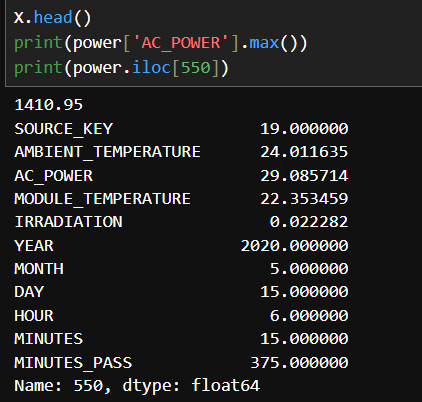 X.head()
print(power['AC_POWER'].max())
print(power.iloc[550])
1410.95
SOURCE_KEY 19.000000
AMBIENT_TEMPERATURE 24.011635
AC_POWER 29.085714
MODULE_TEMPERATURE 22.353459
IRRADIATION 0.022282
YEAR 2020.000000
MONTH 5.000000
DAY 15.000000
HOUR 6.000000
MINUTES 15.000000
MINUTES_PASS 375.000000
Name: 550, dtype: float64